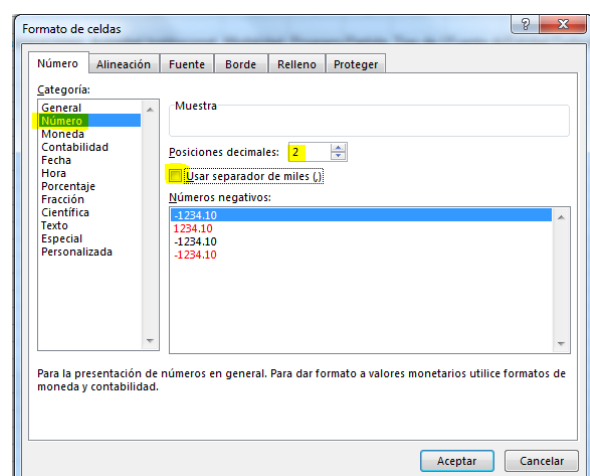 Formato de celdas
Número Alineación Fuente Borde Relleno Proteger
Categoría:
General
Número
Moneda
Contabilidad
Fecha
Hora
Porcentaje
Fracción
Científica
Texto
Especial
Personalizada
Muestra
Posiciones decimales: 2
Usar separador de miles (,)
Números negativos:
-1234.10
1234.10
-1234.10
-1234.10
Para la presentación de números en general. Para dar formato a valores monetarios utilice formatos de
moneda y contabilidad.
Aceptar Cancelar